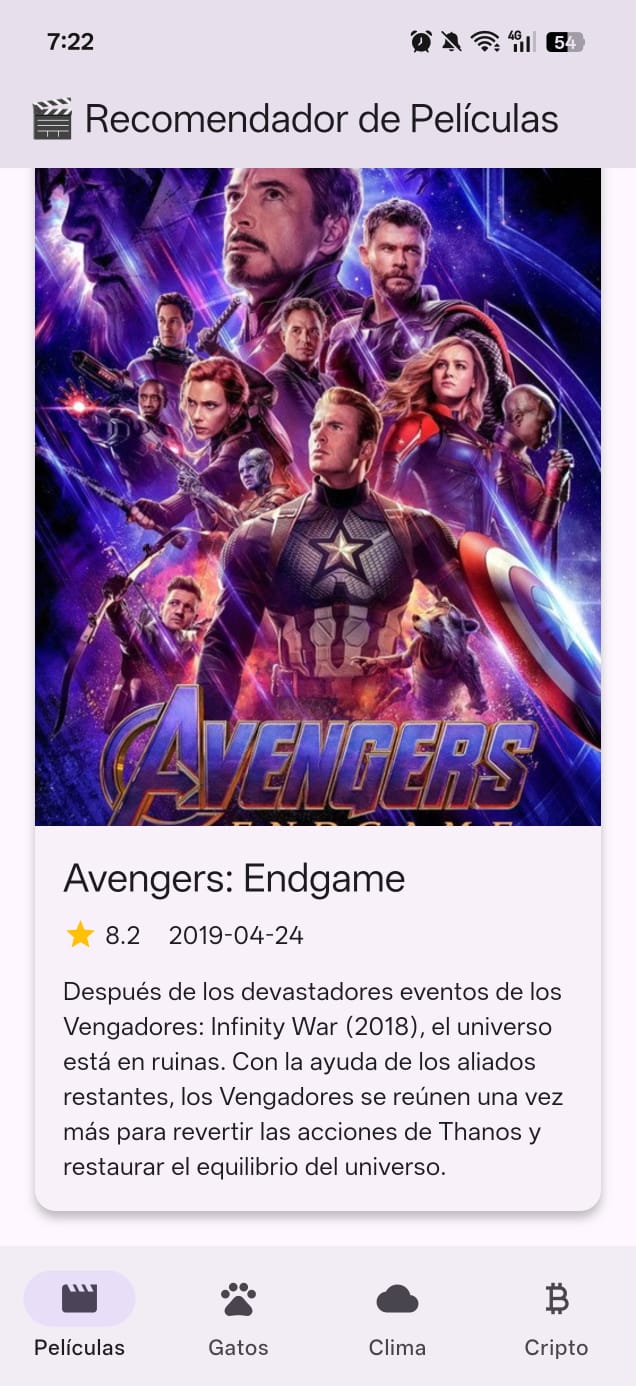 7:22
4G
54
Recomendador de Películas
AVENGERS
ENDGAME
Avengers: Endgame
8.2 2019-04-24
Después de los devastadores eventos de los
Vengadores: Infinity War (2018), el universo
está en ruinas. Con la ayuda de los aliados
restantes, los Vengadores se reúnen una vez
más para revertir las acciones de Thanos y
restaurar el equilibrio del universo.
Películas Gatos Clima Cripto